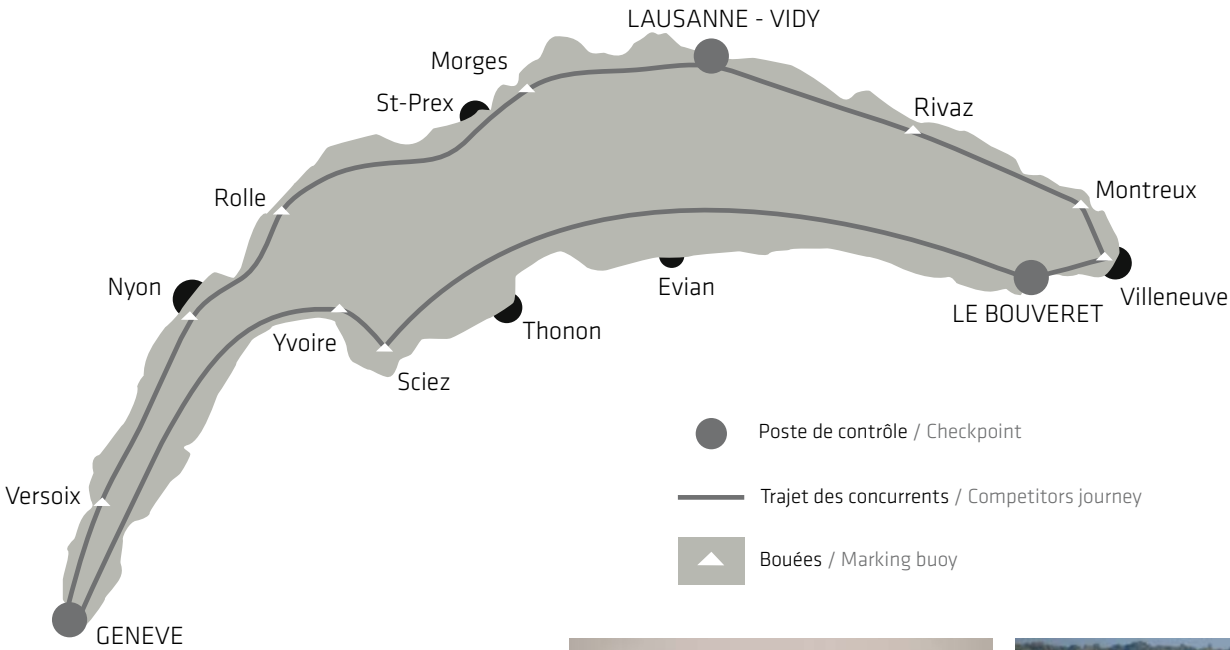 LAUSANNE - VIDY
Morges
St-Prex
Rivaz
Rolle
Montreux
Nyon
Evian
Villeneuve
LE BOUVERET
Thonon
Yvoire
Sciez
Poste de contrôle / Checkpoint
Versoix
Trajet des concurrents / Competitors journey
Bouées / Marking buoy
GENEVE